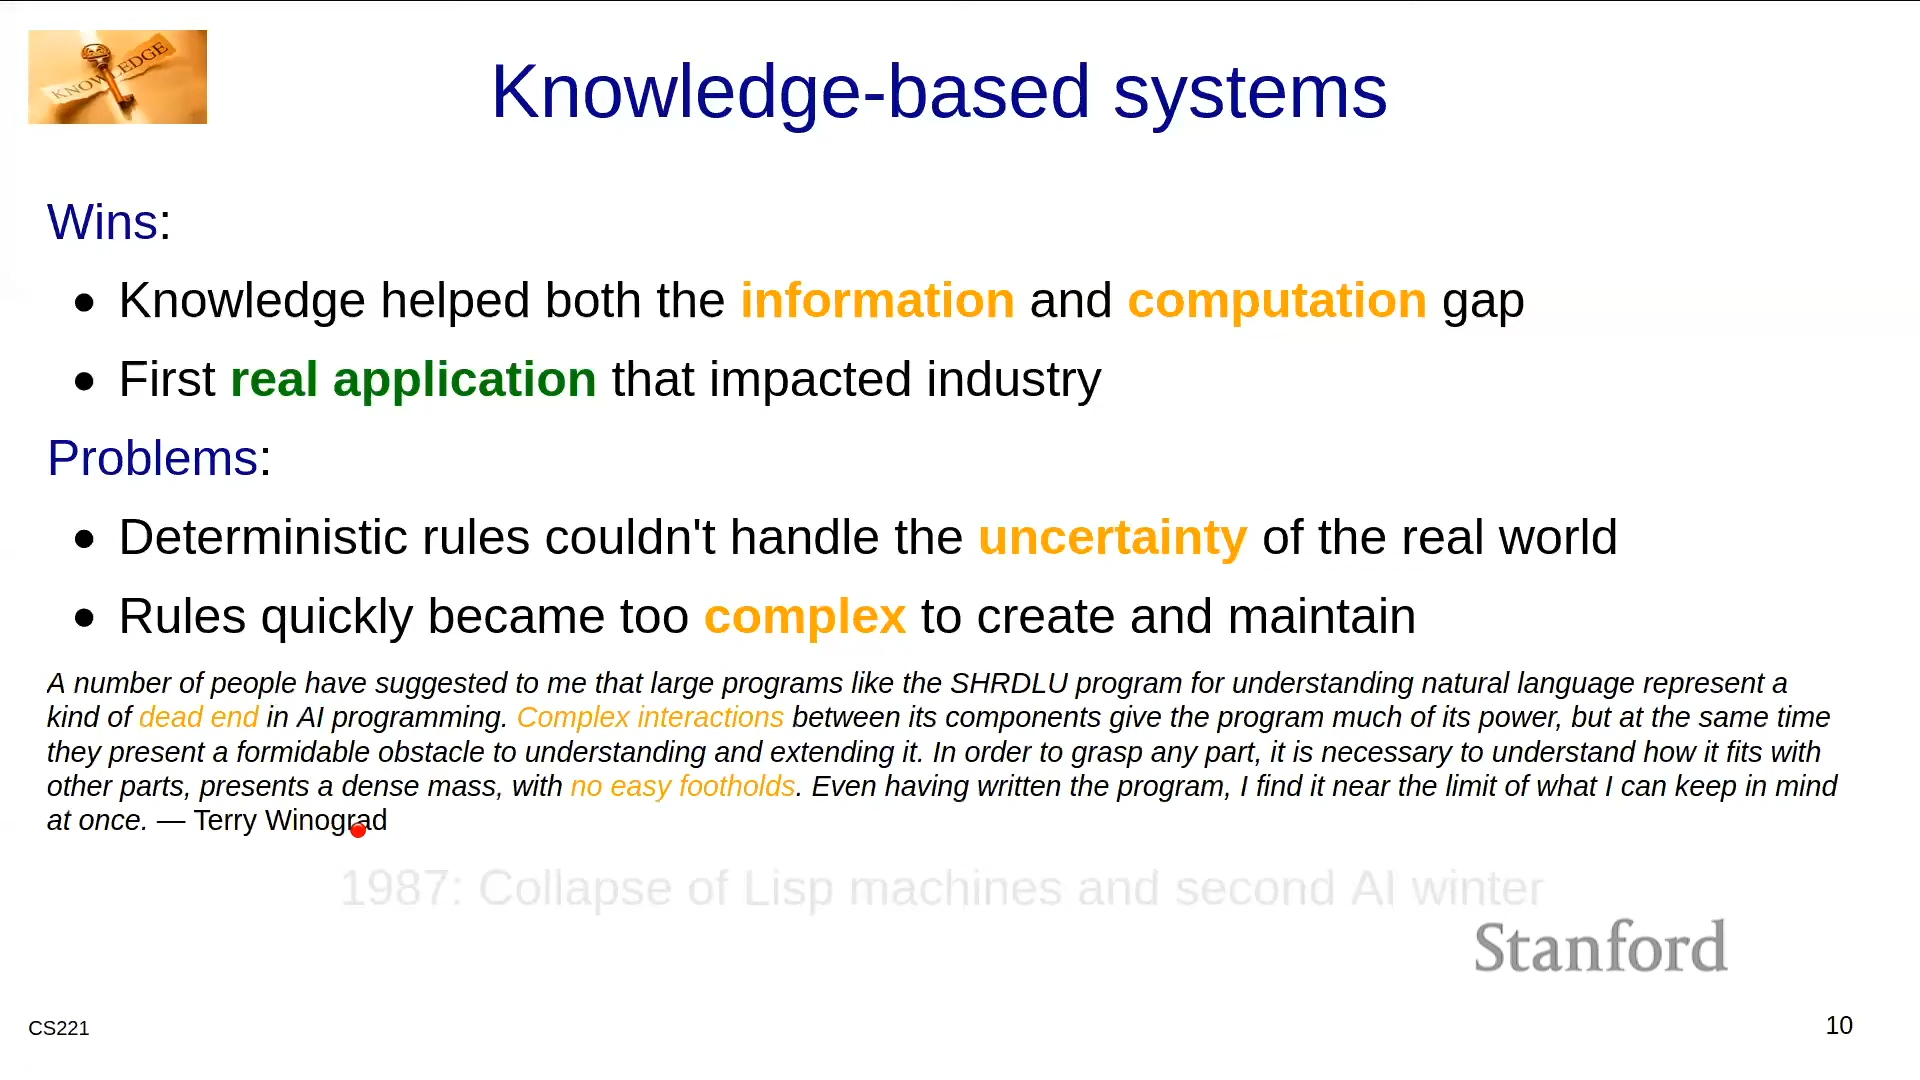 KNOWLEDGE
Knowledge-based systems
Wins:
• Knowledge helped both the information and computation gap
• First real application that impacted industry
Problems:
• Deterministic rules couldn't handle the uncertainty of the real world
• Rules quickly became too complex to create and maintain
A number of people have suggested to me that large programs like the SHRDLU program for understanding natural language represent a
kind of dead end in AI programming. Complex interactions between its components give the program much of its power, but at the same time
they present a formidable obstacle to understanding and extending it. In order to grasp any part, it is necessary to understand how it fits with
other parts, presents a dense mass, with no easy footholds. Even having written the program, I find it near the limit of what I can keep in mind
at once. — Terry Winograd
1987: Collapse of Lisp machines and second AI winter
Stanford
CS221
10